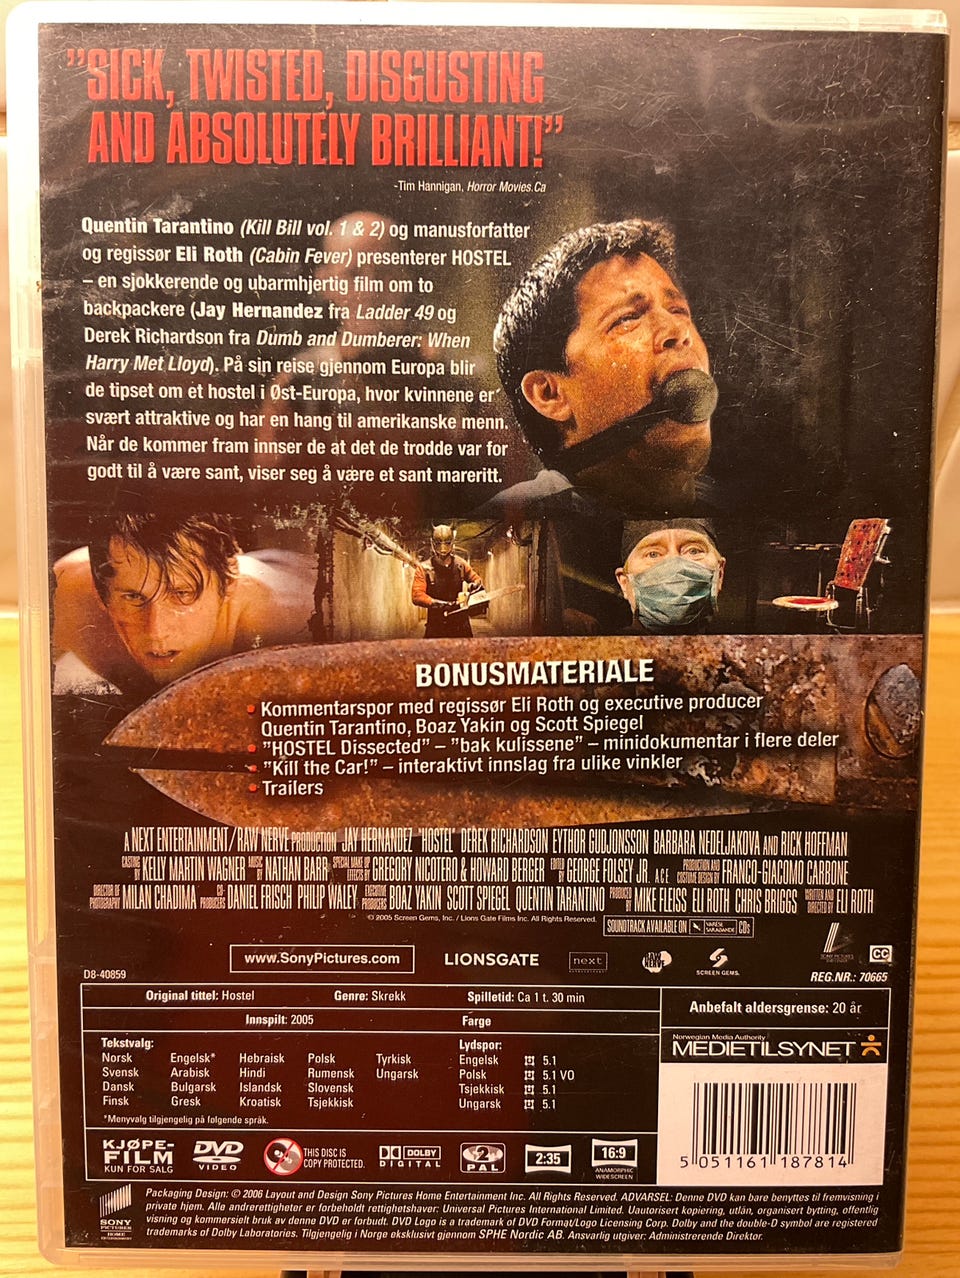 "SICK, TWISTED, DISGUSTING
AND ABSOLUTELY BRILLIANT!"
-Tim Hannigan, Horror Movies.Ca
Quentin Tarantino (Kill Bill vol. 1 & 2) og manusforfatter
og regissør Eli Roth (Cabin Fever) presenterer HOSTEL
– en sjokkerende og ubarmhjertig film om to
backpackere (Jay Hernandez fra Ladder 49 og
Derek Richardson fra Dumb and Dumberer: When
Harry Met Lloyd). På sin reise gjennom Europa blir
de tipset om et hostel i Øst-Europa, hvor kvinnene er
svært attraktive og har en hang til amerikanske menn.
Når de kommer fram innser de at det de trodde var for
godt til å være sant, viser seg å være et sant mareritt.
BONUSMATERIALE
• Kommentarspor med regissør Eli Roth og executive producer
Quentin Tarantino, Boaz Yakin og Scott Spiegel
• "HOSTEL Dissected" – "bak kulissene" – minidokumentar i flere deler
• "Kill the Car!" – interaktivt innslag fra ulike vinkler
• Trailers
A NEXT ENTERTAINMENT/RAW NERVE PRODUCTION JAY HERNANDEZ "HOSTEL" DEREK RICHARDSON EYTHOR GUDJONSSON BARBARA NEDELJAKOVA AND RICK HOFFMAN
CASTING BY KELLY MARTIN WAGNER MUSIC BY NATHAN BARR SPECIAL MAKE UP EFFECTS BY GREGORY NICOTERO & HOWARD BERGER EDITED BY GEORGE FOLSEY JR. A.C.E. PRODUCTION AND COSTUME DESIGN BY FRANCO-GIACOMO CARBONE
DIRECTOR OF PHOTOGRAPHY MILAN CHADIMA CO-PRODUCERS DANIEL FRISCH PHILIP WALEY EXECUTIVE PRODUCERS BOAZ YAKIN SCOTT SPIEGEL QUENTIN TARANTINO PRODUCED BY MIKE FLEISS ELI ROTH CHRIS BRIGGS WRITTEN AND DIRECTED BY ELI ROTH
© 2005 Screen Gems, Inc. / Lions Gate Films Inc. All Rights Reserved.
SOUNDTRACK AVAILABLE ON VARÈSE SARABANDE CDs
www.SonyPictures.com
LIONSGATE
next
ENTERTAINMENT
RAW NERVE
SCREEN GEMS
CC
D8-40859
REG.NR.: 70665
Original tittel: Hostel Genre: Skrekk Spilletid: Ca 1 t. 30 min
Innspilt: 2005 Farge
Anbefalt aldersgrense: 20 år
Norwegian Media Authority
MEDIETILSYNET
Tekstvalg: Lydspor:
Norsk Engelsk* Hebraisk Polsk Tyrkisk Engelsk 5.1
Svensk Arabisk Hindi Rumensk Ungarsk Polsk 5.1 VO
Dansk Bulgarsk Islandsk Slovensk Tsjekkisk 5.1
Finsk Gresk Kroatisk Tsjekkisk Ungarsk 5.1
*Menyvalg tilgjengelig på følgende språk.
KJØPE-
FILM
KUN FOR SALG
DVD
VIDEO
THIS DISC IS
COPY PROTECTED.
DOLBY
DIGITAL
2
PAL
2:35
16:9
ANAMORPHIC
WIDESCREEN
5 051161 187814
SONY
PICTURES
HOME
ENTERTAINMENT
Packaging Design: © 2006 Layout and Design Sony Pictures Home Entertainment Inc. All Rights Reserved. ADVARSEL: Denne DVD kan bare benyttes til fremvisning i
private hjem. Alle andrerettigheter er forbeholdt rettighetshaver: Universal Pictures International Limited. Uautorisert kopiering, utlån, organisert bytting, offentlig
visning og kommersielt bruk av denne DVD er forbudt. DVD Logo is a trademark of DVD Format/Logo Licensing Corp. Dolby and the double-D symbol are registered
trademarks of Dolby Laboratories. Tilgjengelig i Norge eksklusivt gjennom SPHE Nordic AB. Ansvarlig utgiver: Administrerende Direktør.